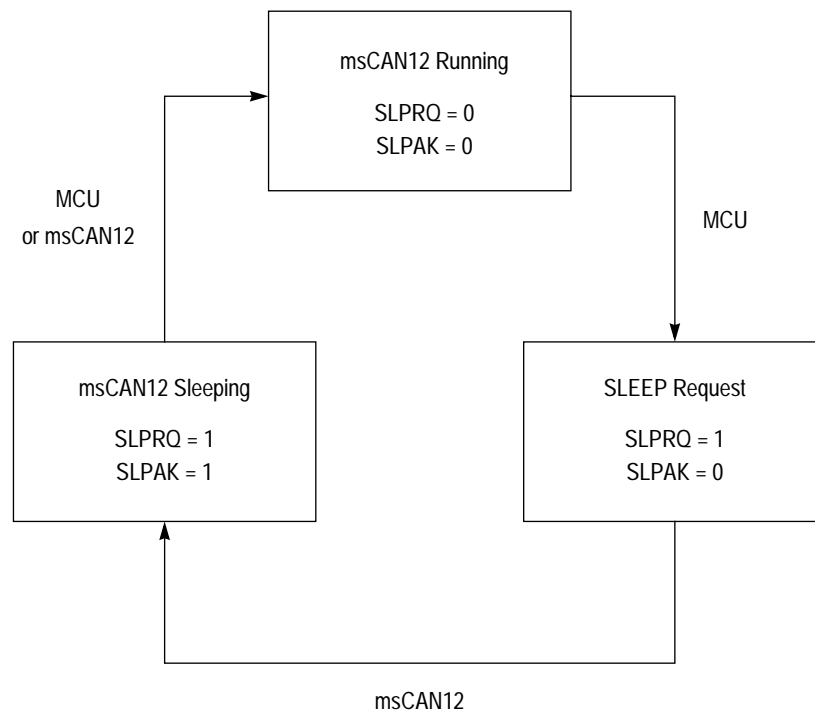 msCAN12 Running
SLPRQ = 0
SLPAK = 0
MCU
or msCAN12
MCU
msCAN12 Sleeping
SLPRQ = 1
SLPAK = 1
SLEEP Request
SLPRQ = 1
SLPAK = 0
msCAN12